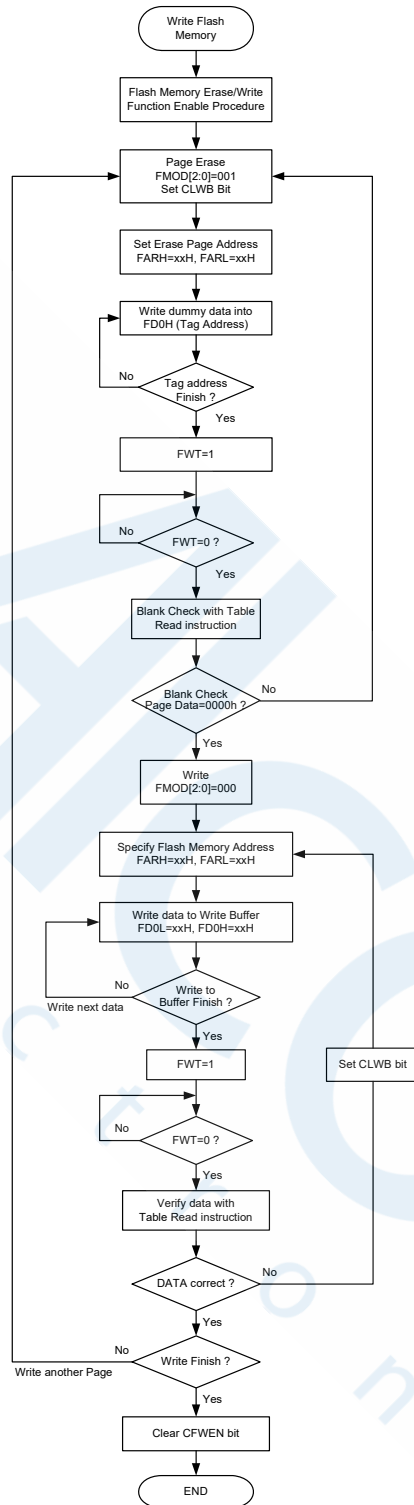 Write Flash
Memory
Flash Memory Erase/Write
Function Enable Procedure
Page Erase
FMOD[2:0]=001
Set CLWB Bit
Set Erase Page Address
FARH=xxH, FARL=xxH
Write dummy data into
FD0H (Tag Address)
No
Tag address
Finish ?
Yes
FWT=1
No
FWT=0 ?
Yes
Blank Check with Table
Read instruction
No
Blank Check
Page Data=0000h ?
Yes
Write
FMOD[2:0]=000
Specify Flash Memory Address
FARH=xxH, FARL=xxH
Write data to Write Buffer
FD0L=xxH, FD0H=xxH
No
Write next data
Write to
Buffer Finish ?
Yes
FWT=1
Set CLWB bit
No
FWT=0 ?
Yes
Verify data with
Table Read instruction
No
DATA correct ?
Yes
No
Write another Page
Write Finish ?
Yes
Clear CFWEN bit
END